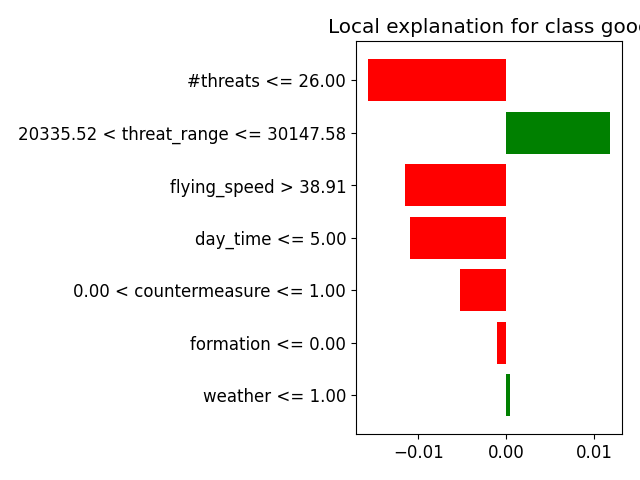 Local explanation for class good
#threats <= 26.00
20335.52 < threat_range <= 30147.58
flying_speed > 38.91
day_time <= 5.00
0.00 < countermeasure <= 1.00
formation <= 0.00
weather <= 1.00
−0.01 0.00 0.01